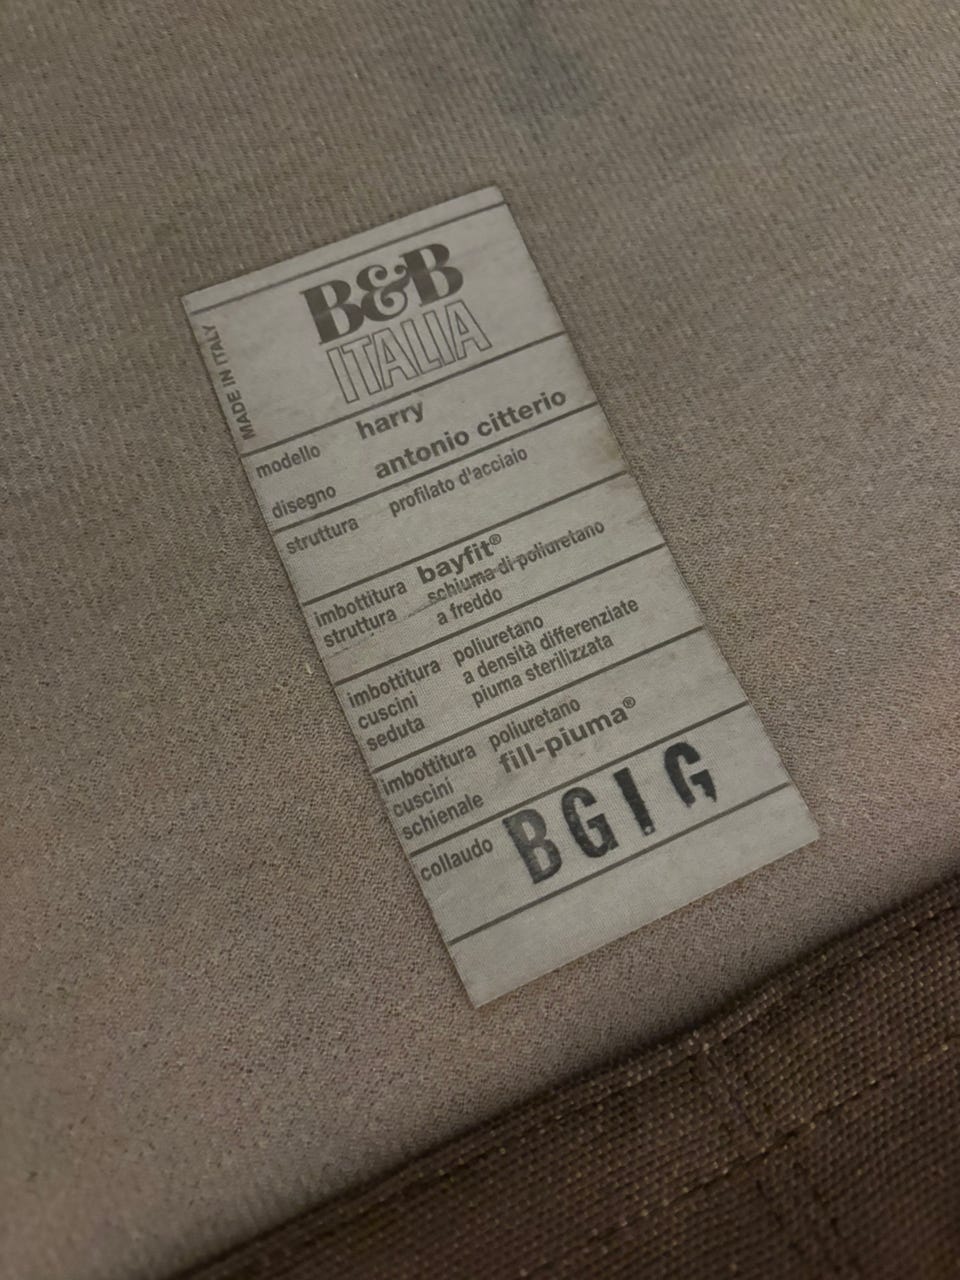 B&B
ITALIA
MADE IN ITALY
modello harry
disegno antonio citterio
struttura profilato d'acciaio
imbottitura bayfit®
struttura schiuma di poliuretano
a freddo
imbottitura poliuretano
cuscini a densità differenziate
seduta piuma sterilizzata
imbottitura poliuretano
cuscini fill-piuma®
schienale
collaudo BGIG